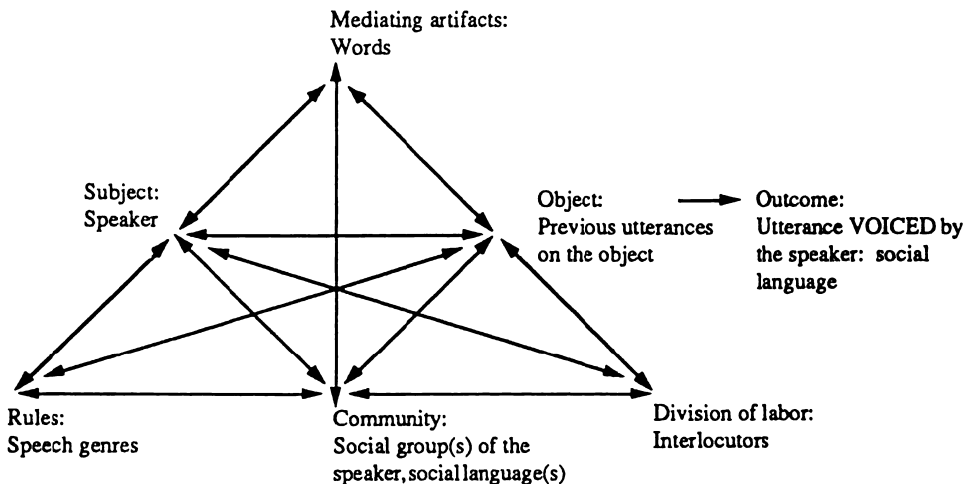 Mediating artifacts:
Words
Subject:
Speaker
Object:
Previous utterances
on the object
Outcome:
Utterance VOICED by
the speaker: social
language
Rules:
Speech genres
Community:
Social group(s) of the
speaker, social language(s)
Division of labor:
Interlocutors